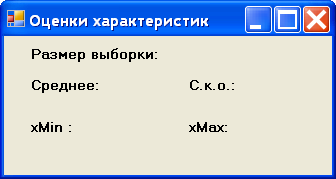 Оценки характеристик
Размер выборки:
Среднее: С.к.о.:
xMin : xMax: